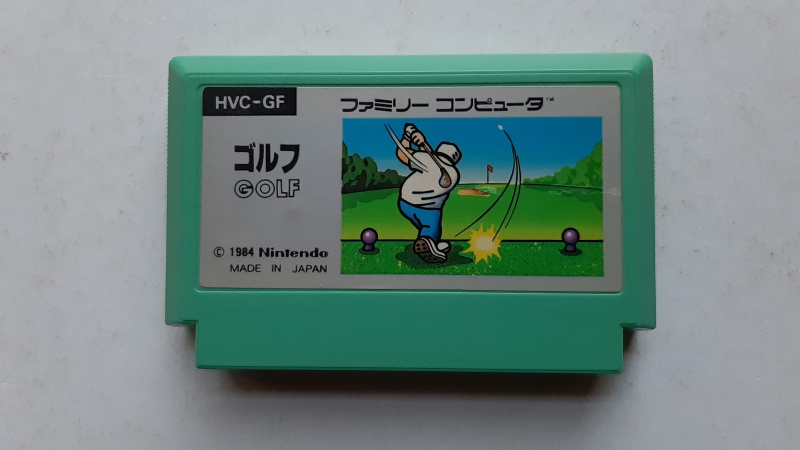 HVC-GF
ファミリー コンピュータ™
ゴルフ
GOLF
© 1984 Nintendo
MADE IN JAPAN